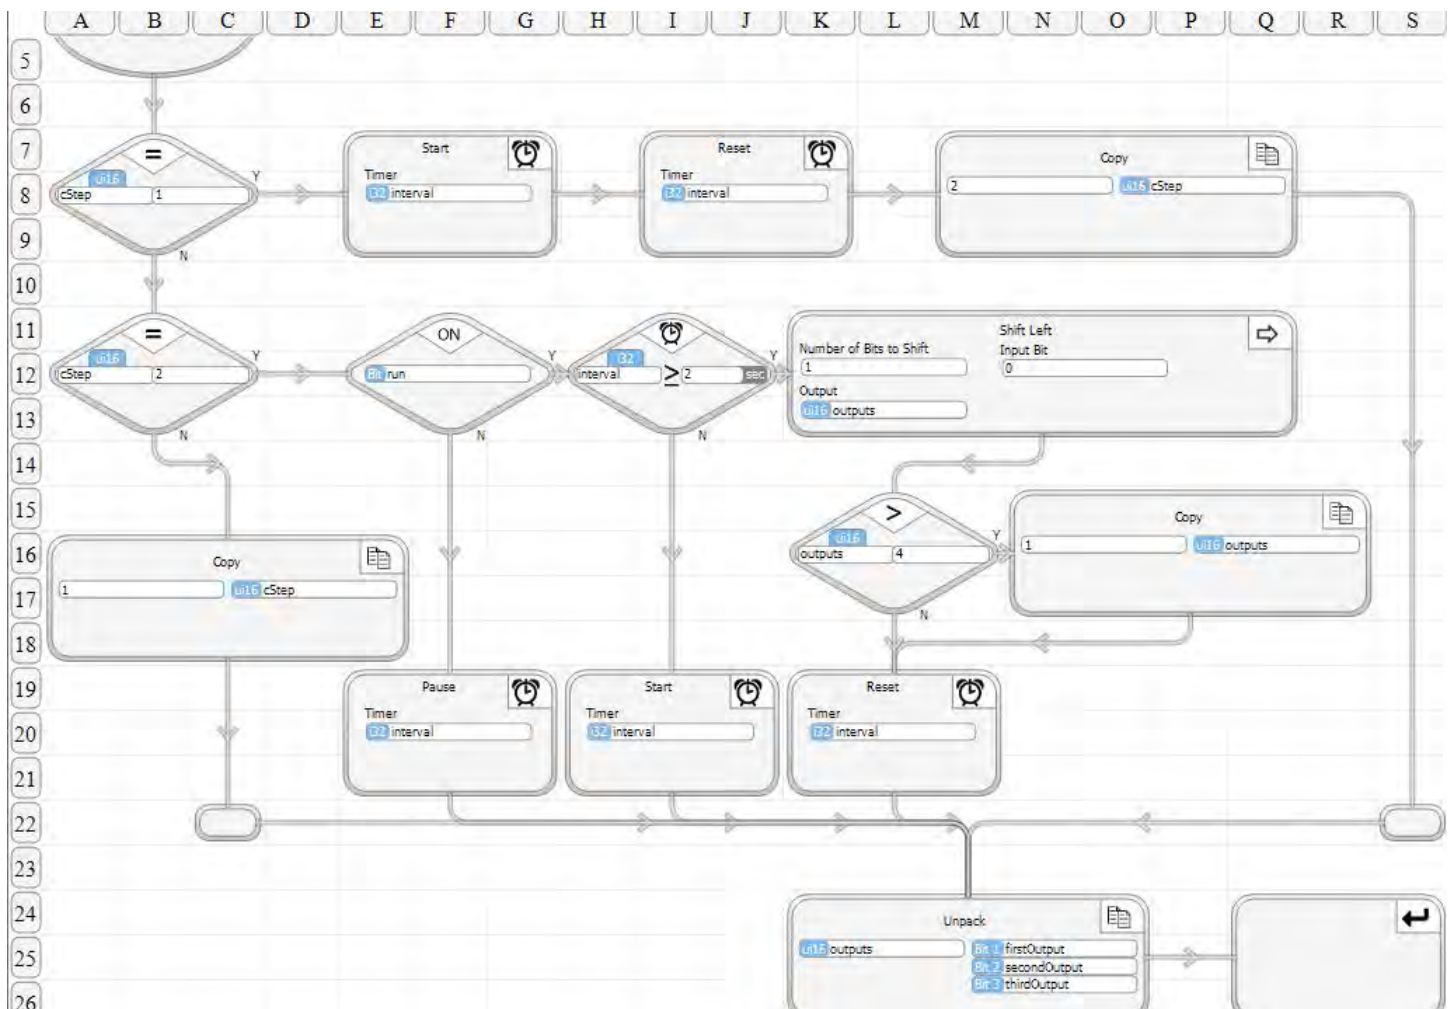 A B C D E F G H I J K L M N O P Q R S
5
6
7
Start
Reset
Copy
=
Timer
Timer
ui16
Y
8
cStep 1
i32 interval
i32 interval
2 ui16 cStep
9
N
10
11
=
ON
Shift Left
Number of Bits to Shift
Input Bit
ui16
Y
Y
i32
Y
12
cStep 2
Bit run
interval ≥ 2 sec
1
0
Output
13
ui16 outputs
N
N
N
14
15
>
Copy
ui16
Y
16
outputs 4
1 ui16 outputs
Copy
17
1 ui16 cStep
N
18
19
Pause
Start
Reset
Timer
Timer
Timer
20
i32 interval
i32 interval
i32 interval
21
22
23
24
Unpack
25
ui16 outputs
Bit 1 firstOutput
Bit 2 secondOutput
Bit 3 thirdOutput
26